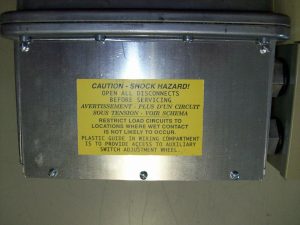 CAUTION - SHOCK HAZARD!
OPEN ALL DISCONNECTS
BEFORE SERVICING
AVERTISSEMENT - PLUS D'UN CIRCUIT
SOUS TENSION - VOIR SCHEMA
RESTRICT LOAD CIRCUITS TO
LOCATIONS WHERE WET CONTACT
IS NOT LIKELY TO OCCUR.
PLASTIC GUIDE IN WIRING COMPARTMENT
IS TO PROVIDE ACCESS TO AUXILIARY
SWITCH ADJUSTMENT WHEEL.